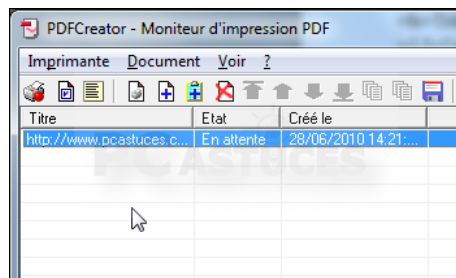 PDFCreator - Moniteur d'impression PDF
Imprimante Document Voir ?
Titre Etat Créé le
http://www.pcastuces.c... En attente 28/06/2010 14:21:...
PC ASTUCES